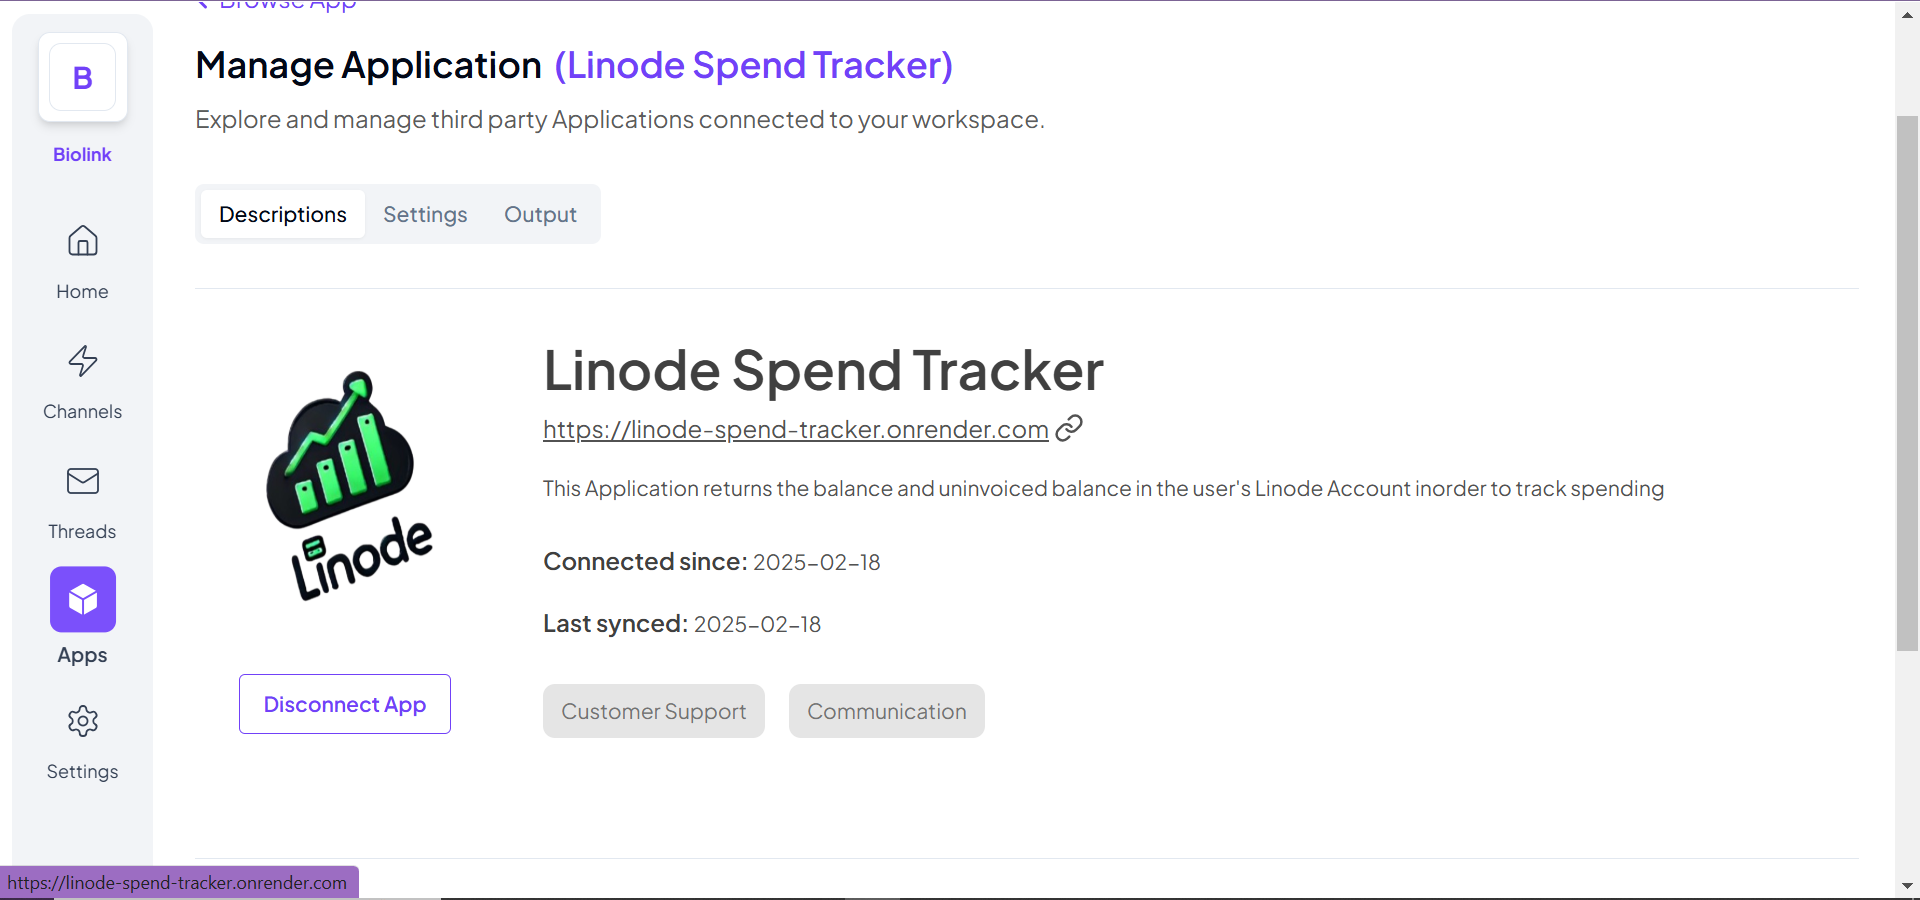 Browse App
B
Manage Application (Linode Spend Tracker)
Explore and manage third party Applications connected to your workspace.
Biolink
Descriptions Settings Output
Home
Channels
Threads
Apps
Settings
Linode
Disconnect App
Linode Spend Tracker
https://linode-spend-tracker.onrender.com
This Application returns the balance and uninvoiced balance in the user's Linode Account inorder to track spending
Connected since: 2025-02-18
Last synced: 2025-02-18
Customer Support Communication
https://linode-spend-tracker.onrender.com